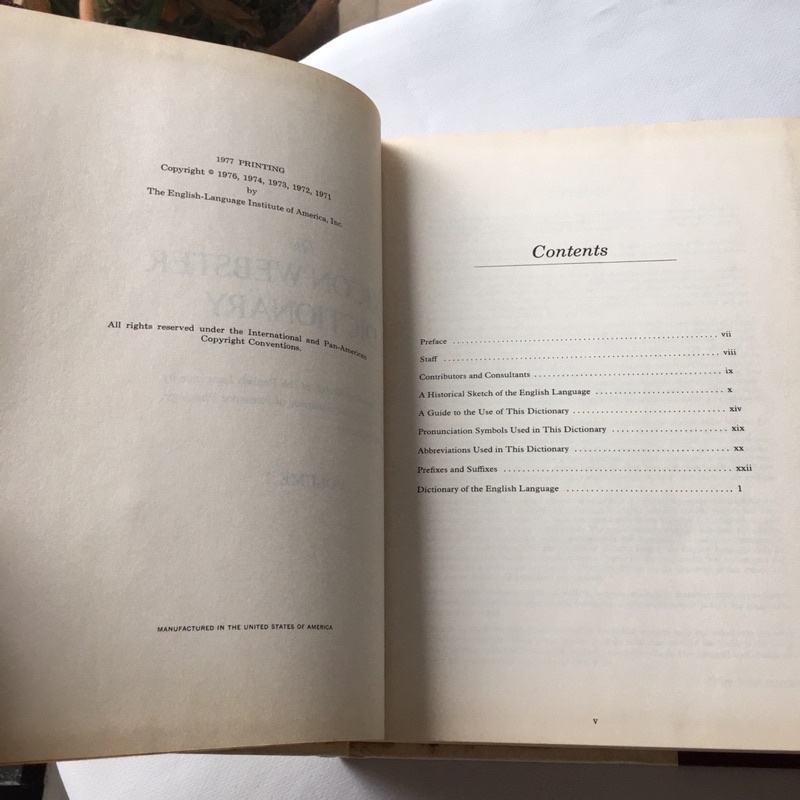 1977 PRINTING
Copyright © 1976, 1974, 1973, 1972, 1971
by
The English-Language Institute of America, Inc.
All rights reserved under the International and Pan-American
Copyright Conventions.
MANUFACTURED IN THE UNITED STATES OF AMERICA
Contents
Preface vii
Staff viii
Contributors and Consultants ix
A Historical Sketch of the English Language x
A Guide to the Use of This Dictionary xiv
Pronunciation Symbols Used in This Dictionary xix
Abbreviations Used in This Dictionary xx
Prefixes and Suffixes xxii
Dictionary of the English Language 1
v